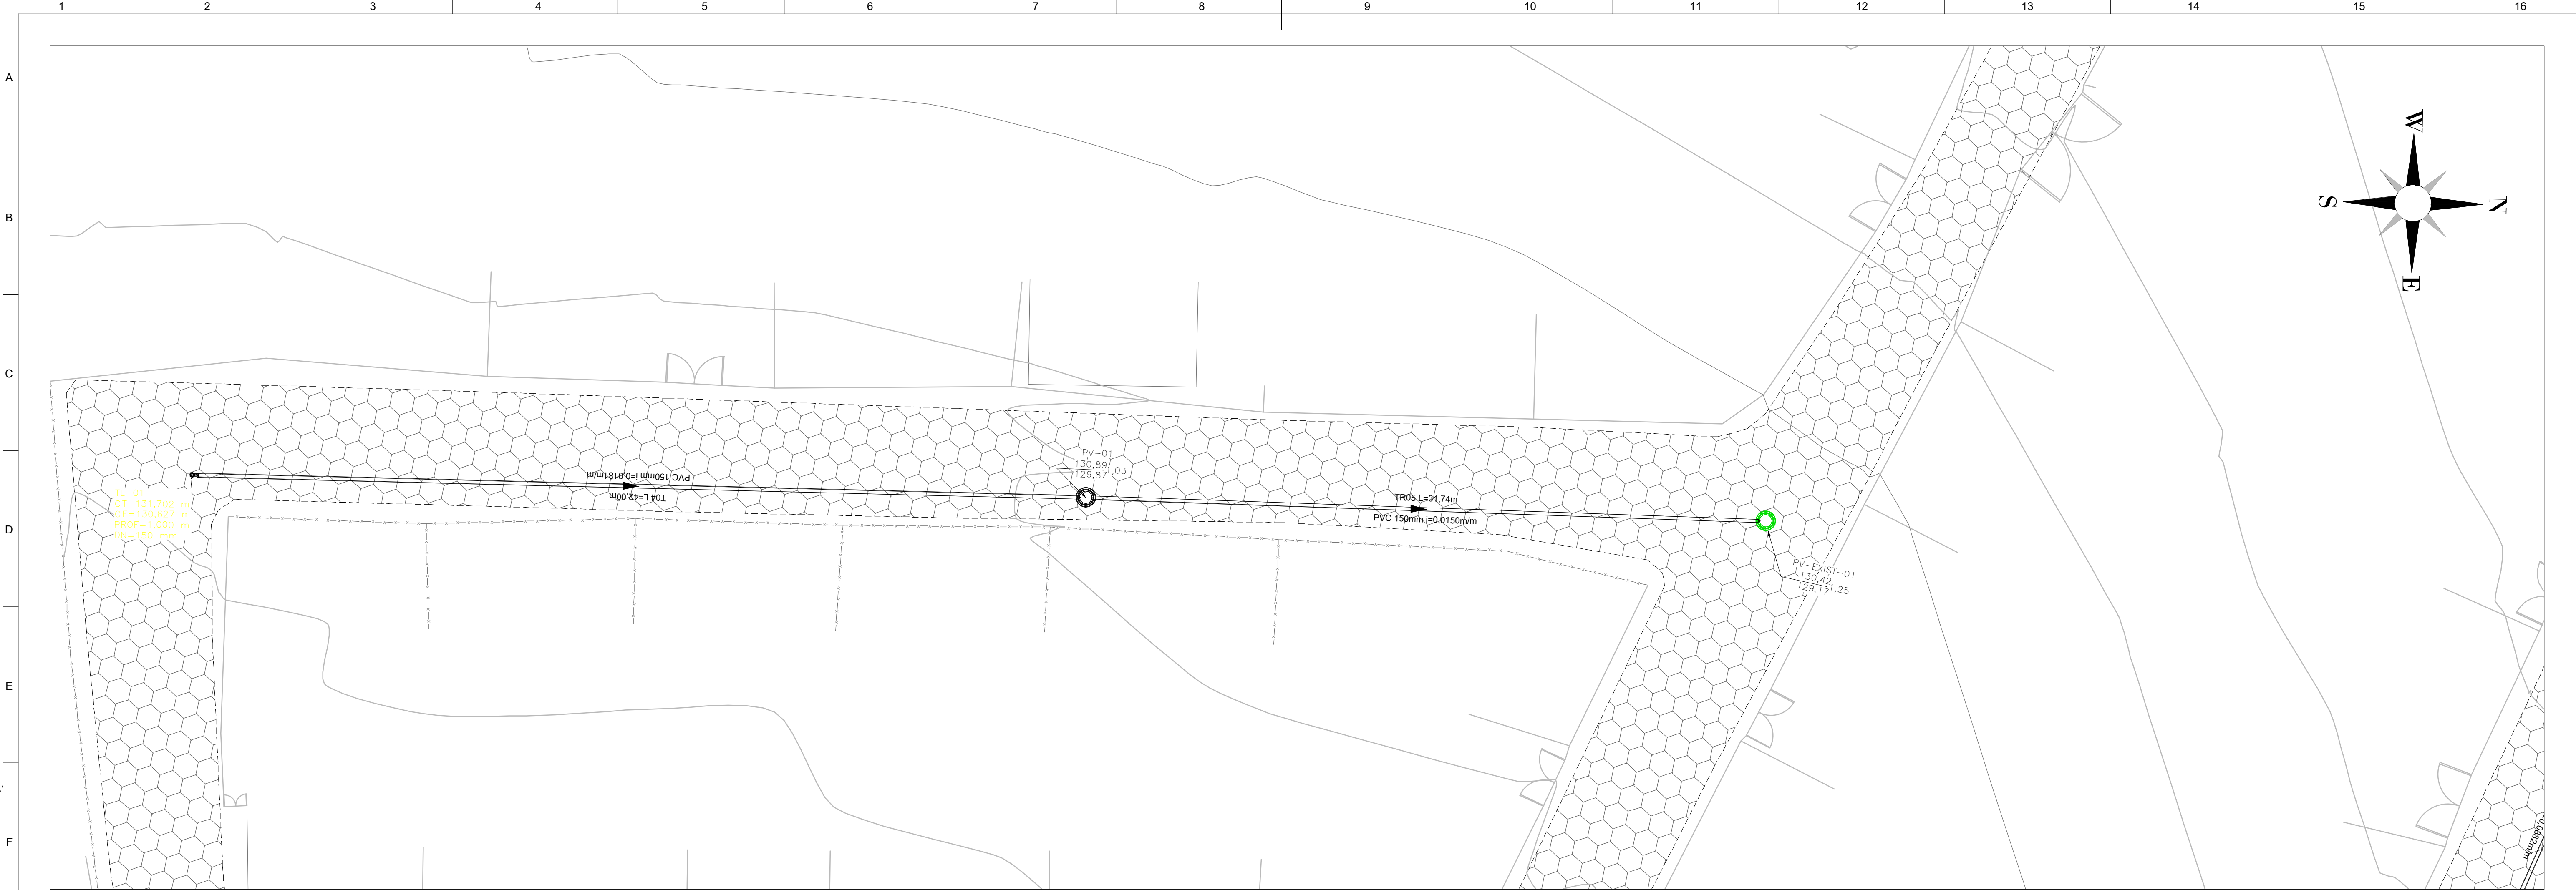 1 2 3 4 5 6 7 8 9 10 11 12 13 14 15 16
A
B
C
D
E
F
W
S N
E
PVC 150mm i=0,0181m/m
T04 L=42,00m
PV-01
130,89
1,03
129,87
TR05 L=31,74m
PVC 150mm i=0,0150m/m
PV-EXIST-01
130,42
1,25
129,17